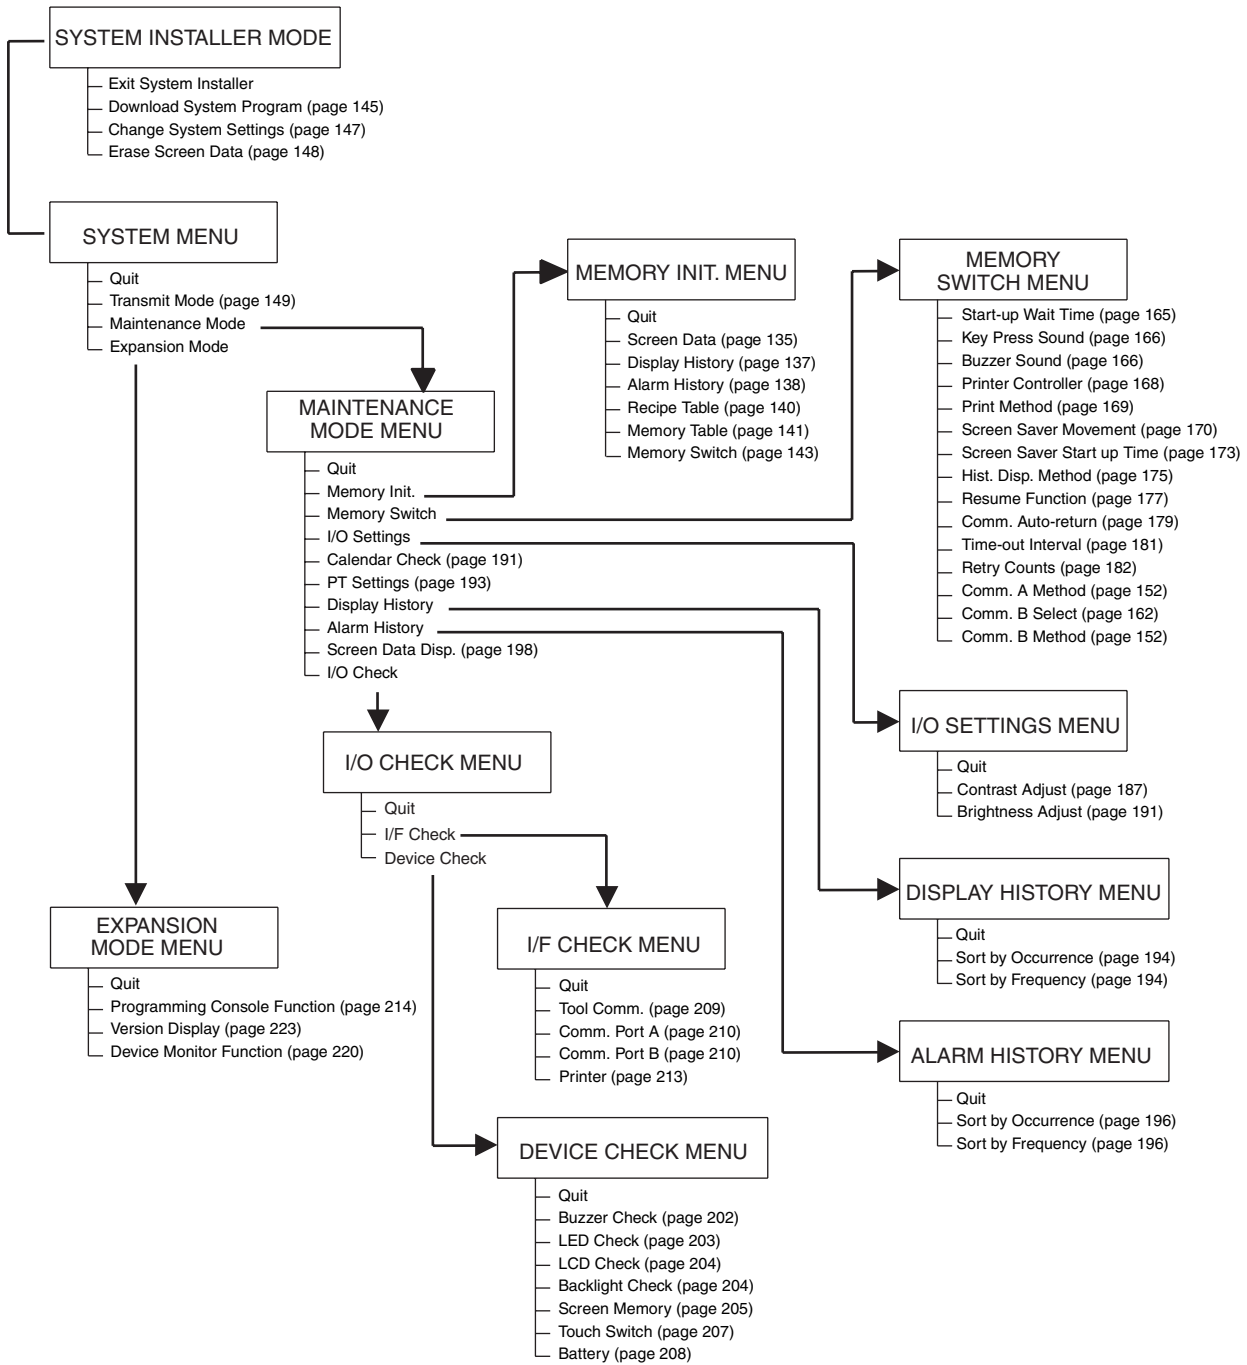 SYSTEM INSTALLER MODE
Exit System Installer
Download System Program (page 145)
Change System Settings (page 147)
Erase Screen Data (page 148)
SYSTEM MENU
Quit
Transmit Mode (page 149)
Maintenance Mode
Expansion Mode
MEMORY INIT. MENU
Quit
Screen Data (page 135)
Display History (page 137)
Alarm History (page 138)
Recipe Table (page 140)
Memory Table (page 141)
Memory Switch (page 143)
MEMORY
SWITCH MENU
Start-up Wait Time (page 165)
Key Press Sound (page 166)
Buzzer Sound (page 166)
Printer Controller (page 168)
Print Method (page 169)
Screen Saver Movement (page 170)
Screen Saver Start up Time (page 173)
Hist. Disp. Method (page 175)
Resume Function (page 177)
Comm. Auto-return (page 179)
Time-out Interval (page 181)
Retry Counts (page 182)
Comm. A Method (page 152)
Comm. B Select (page 162)
Comm. B Method (page 152)
MAINTENANCE
MODE MENU
Quit
Memory Init.
Memory Switch
I/O Settings
Calendar Check (page 191)
PT Settings (page 193)
Display History
Alarm History
Screen Data Disp. (page 198)
I/O Check
I/O SETTINGS MENU
Quit
Contrast Adjust (page 187)
Brightness Adjust (page 191)
I/O CHECK MENU
Quit
I/F Check
Device Check
DISPLAY HISTORY MENU
Quit
Sort by Occurrence (page 194)
Sort by Frequency (page 194)
EXPANSION
MODE MENU
Quit
Programming Console Function (page 214)
Version Display (page 223)
Device Monitor Function (page 220)
I/F CHECK MENU
Quit
Tool Comm. (page 209)
Comm. Port A (page 210)
Comm. Port B (page 210)
Printer (page 213)
ALARM HISTORY MENU
Quit
Sort by Occurrence (page 196)
Sort by Frequency (page 196)
DEVICE CHECK MENU
Quit
Buzzer Check (page 202)
LED Check (page 203)
LCD Check (page 204)
Backlight Check (page 204)
Screen Memory (page 205)
Touch Switch (page 207)
Battery (page 208)